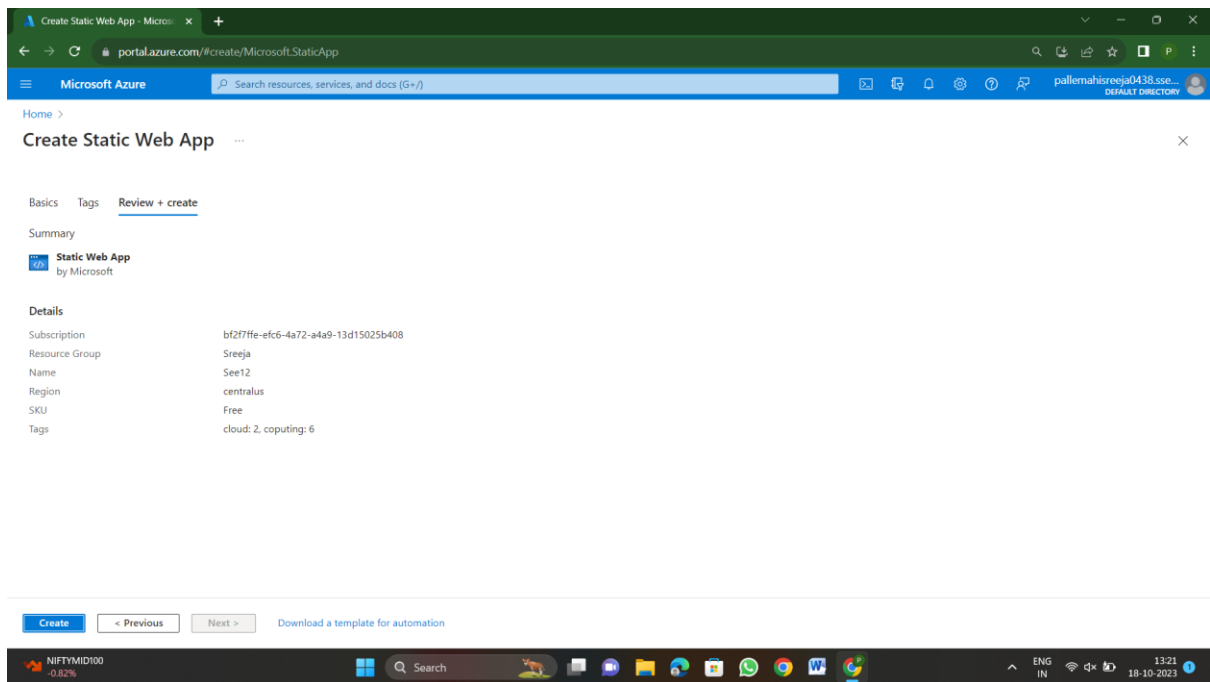 Create Static Web App - Micros
portal.azure.com/#create/Microsoft.StaticApp
P
Microsoft Azure
Search resources, services, and docs (G+/)
pallemahisreeja0438.sse...
DEFAULT DIRECTORY
Home >
Create Static Web App ...
Basics Tags Review + create
Summary
Static Web App
by Microsoft
Details
Subscription bf2f7ffe-efc6-4a72-a4a9-13d15025b408
Resource Group Sreeja
Name See12
Region centralus
SKU Free
Tags cloud: 2, coputing: 6
Create < Previous Next > Download a template for automation
NIFTYMID100
-0.82%
Search
ENG
IN
13:21
18-10-2023
1